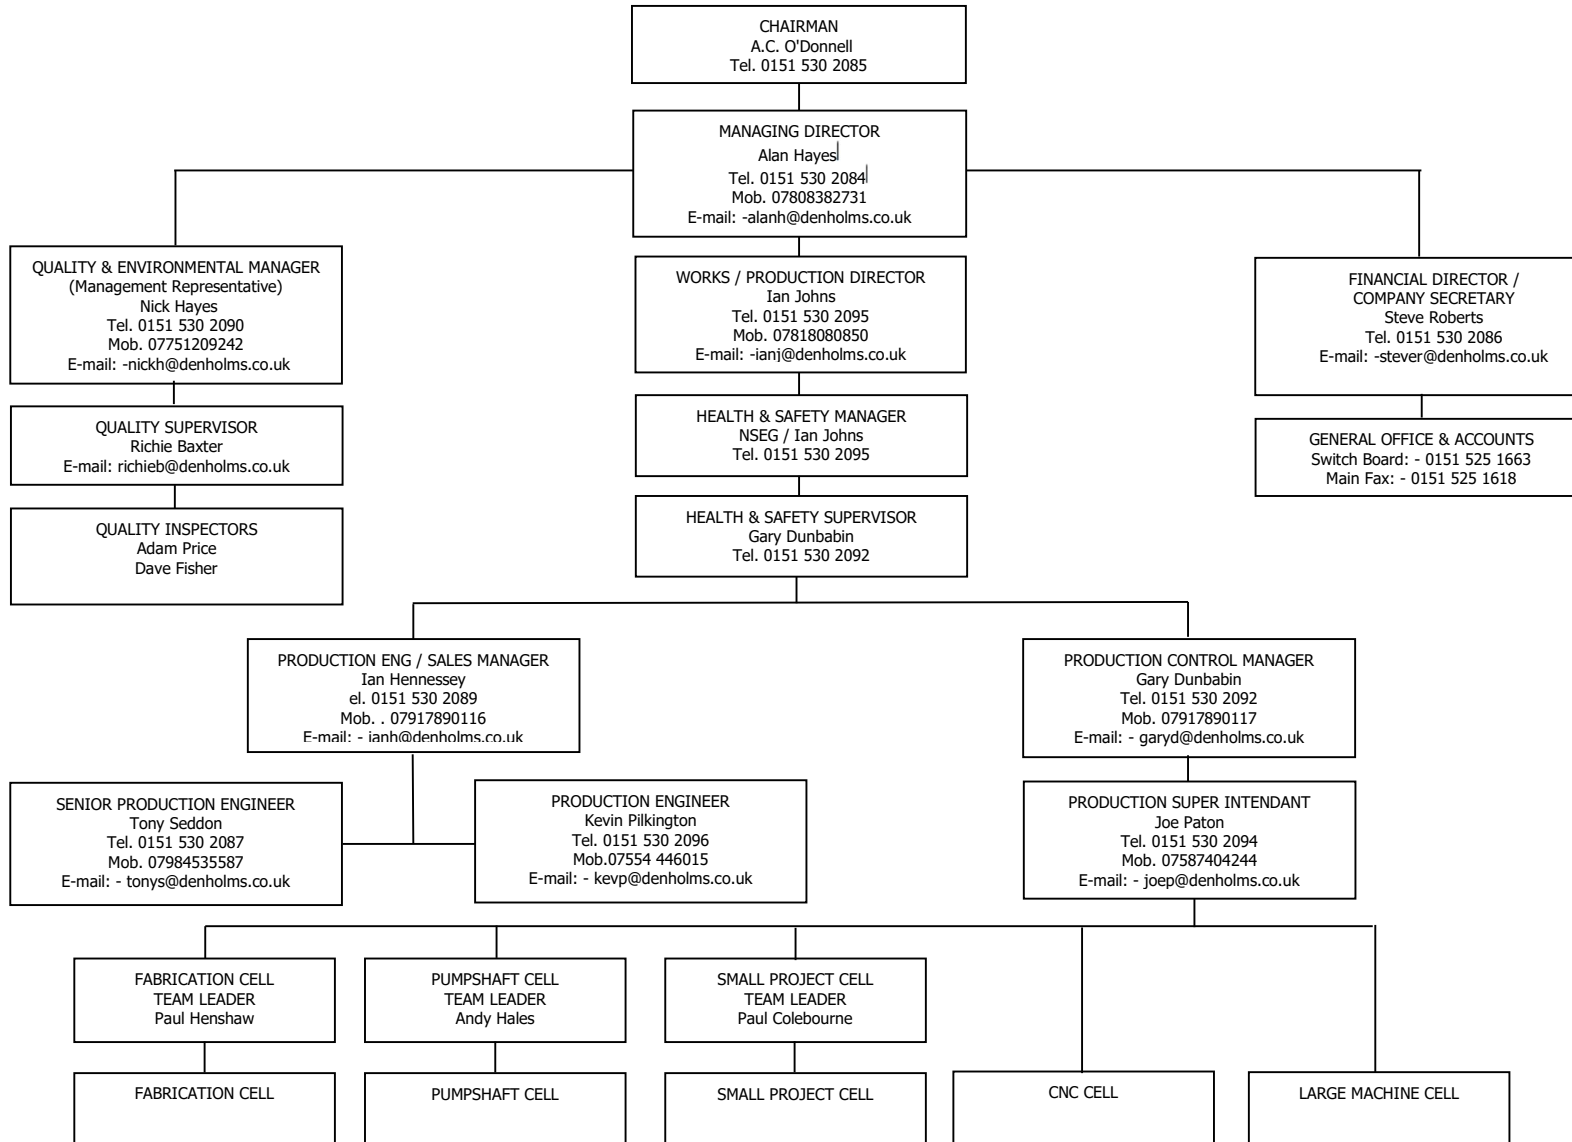 CHAIRMAN
A.C. O'Donnell
Tel. 0151 530 2085
MANAGING DIRECTOR
Alan Hayes
Tel. 0151 530 2084
Mob. 07808382731
E-mail: -alanh@denholms.co.uk
QUALITY & ENVIRONMENTAL MANAGER
(Management Representative)
Nick Hayes
Tel. 0151 530 2090
Mob. 07751209242
E-mail: -nickh@denholms.co.uk
WORKS / PRODUCTION DIRECTOR
Ian Johns
Tel. 0151 530 2095
Mob. 07818080850
E-mail: -ianj@denholms.co.uk
FINANCIAL DIRECTOR /
COMPANY SECRETARY
Steve Roberts
Tel. 0151 530 2086
E-mail: -stever@denholms.co.uk
QUALITY SUPERVISOR
Richie Baxter
E-mail: richieb@denholms.co.uk
HEALTH & SAFETY MANAGER
NSEG / Ian Johns
Tel. 0151 530 2095
GENERAL OFFICE & ACCOUNTS
Switch Board: - 0151 525 1663
Main Fax: - 0151 525 1618
QUALITY INSPECTORS
Adam Price
Dave Fisher
HEALTH & SAFETY SUPERVISOR
Gary Dunbabin
Tel. 0151 530 2092
PRODUCTION ENG / SALES MANAGER
Ian Hennessey
el. 0151 530 2089
Mob. . 07917890116
E-mail: - ianh@denholms.co.uk
PRODUCTION CONTROL MANAGER
Gary Dunbabin
Tel. 0151 530 2092
Mob. 07917890117
E-mail: - garyd@denholms.co.uk
SENIOR PRODUCTION ENGINEER
Tony Seddon
Tel. 0151 530 2087
Mob. 07984535587
E-mail: - tonys@denholms.co.uk
PRODUCTION ENGINEER
Kevin Pilkington
Tel. 0151 530 2096
Mob.07554 446015
E-mail: - kevp@denholms.co.uk
PRODUCTION SUPER INTENDANT
Joe Paton
Tel. 0151 530 2094
Mob. 07587404244
E-mail: - joep@denholms.co.uk
FABRICATION CELL
TEAM LEADER
Paul Henshaw
PUMPSHAFT CELL
TEAM LEADER
Andy Hales
SMALL PROJECT CELL
TEAM LEADER
Paul Colebourne
FABRICATION CELL
PUMPSHAFT CELL
SMALL PROJECT CELL
CNC CELL
LARGE MACHINE CELL